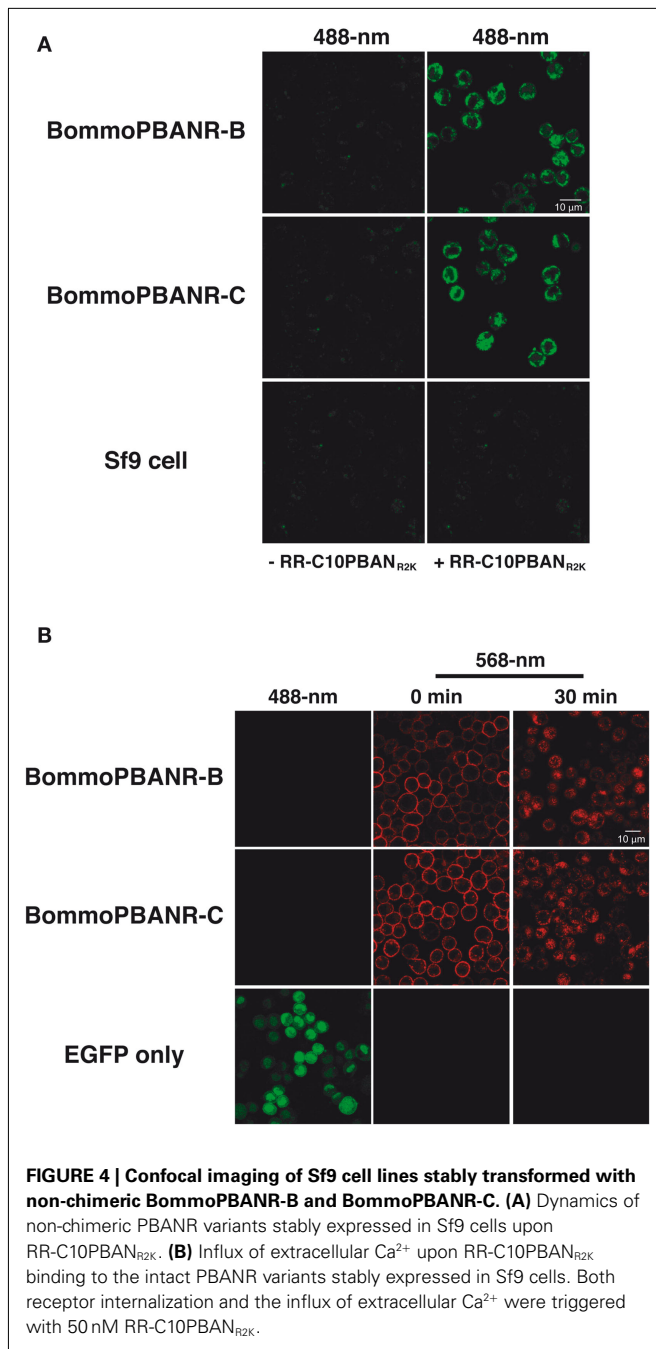 A
488-nm 488-nm
BommoPBANR-B
10 µm
BommoPBANR-C
Sf9 cell
- RR-C10PBANR2K + RR-C10PBANR2K
B
568-nm
488-nm 0 min 30 min
BommoPBANR-B
10 µm
BommoPBANR-C
EGFP only
FIGURE 4 | Confocal imaging of Sf9 cell lines stably transformed with
non-chimeric BommoPBANR-B and BommoPBANR-C. (A) Dynamics of
non-chimeric PBANR variants stably expressed in Sf9 cells upon
RR-C10PBANR2K. (B) Influx of extracellular Ca2+ upon RR-C10PBANR2K
binding to the intact PBANR variants stably expressed in Sf9 cells. Both
receptor internalization and the influx of extracellular Ca2+ were triggered
with 50 nM RR-C10PBANR2K.